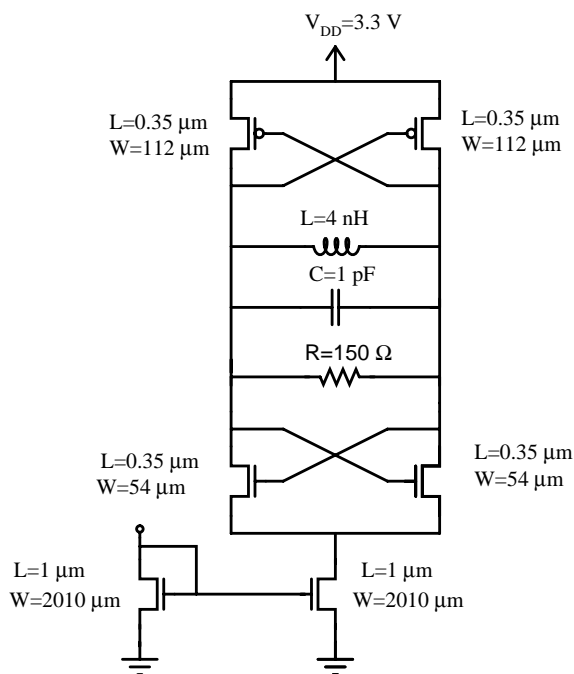 V_DD=3.3 V
L=0.35 µm
W=112 µm
L=0.35 µm
W=112 µm
L=4 nH
C=1 pF
R=150 Ω
L=0.35 µm
W=54 µm
L=0.35 µm
W=54 µm
L=1 µm
W=2010 µm
L=1 µm
W=2010 µm